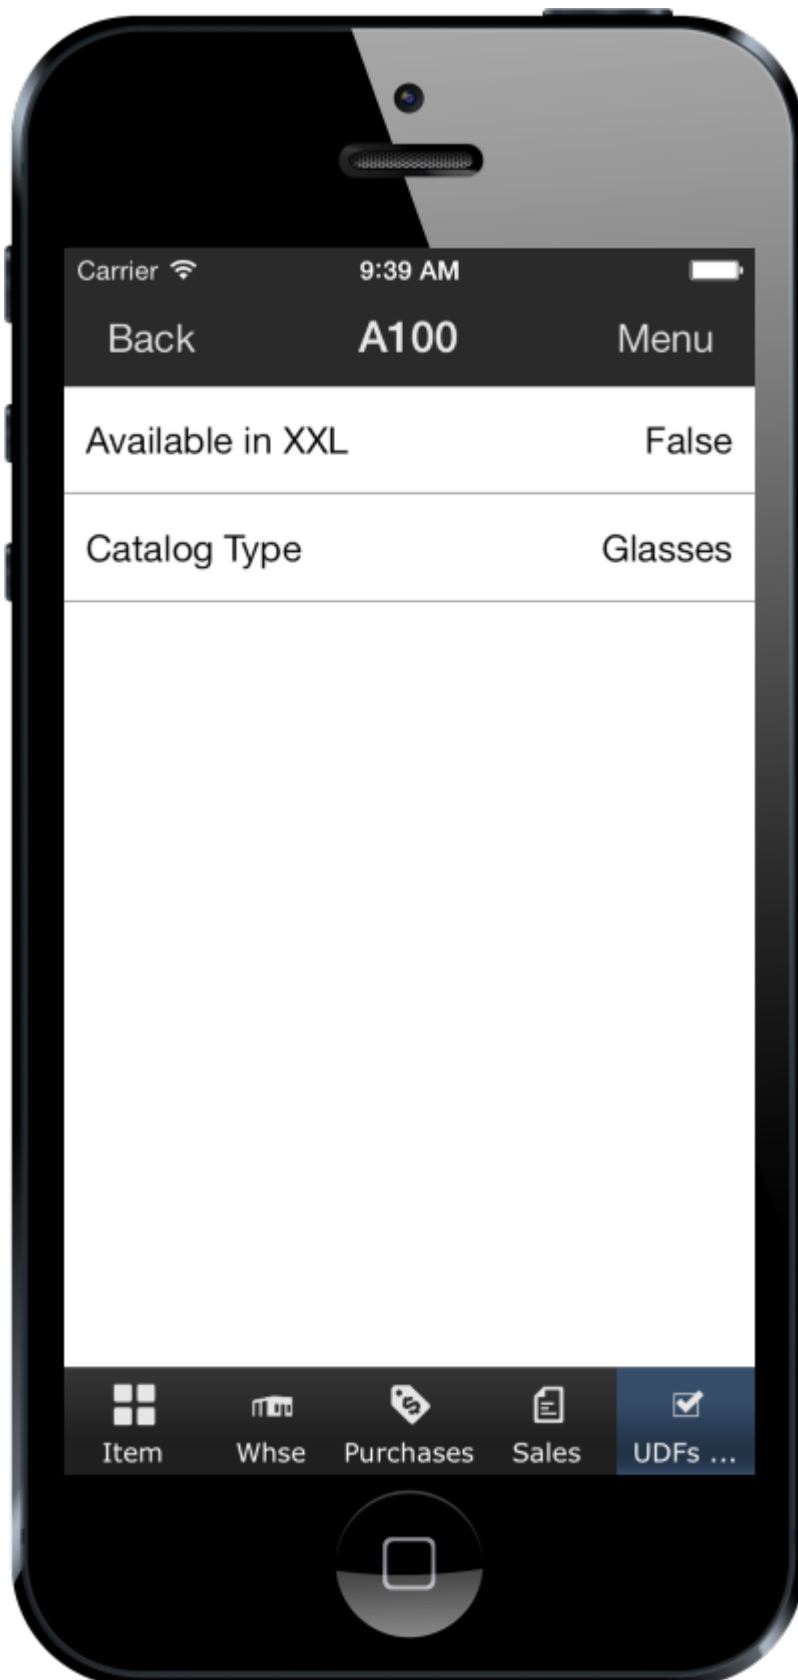 Carrier 9:39 AM
Back A100 Menu
Available in XXL False
Catalog Type Glasses
Item Whse Purchases Sales UDFs ...